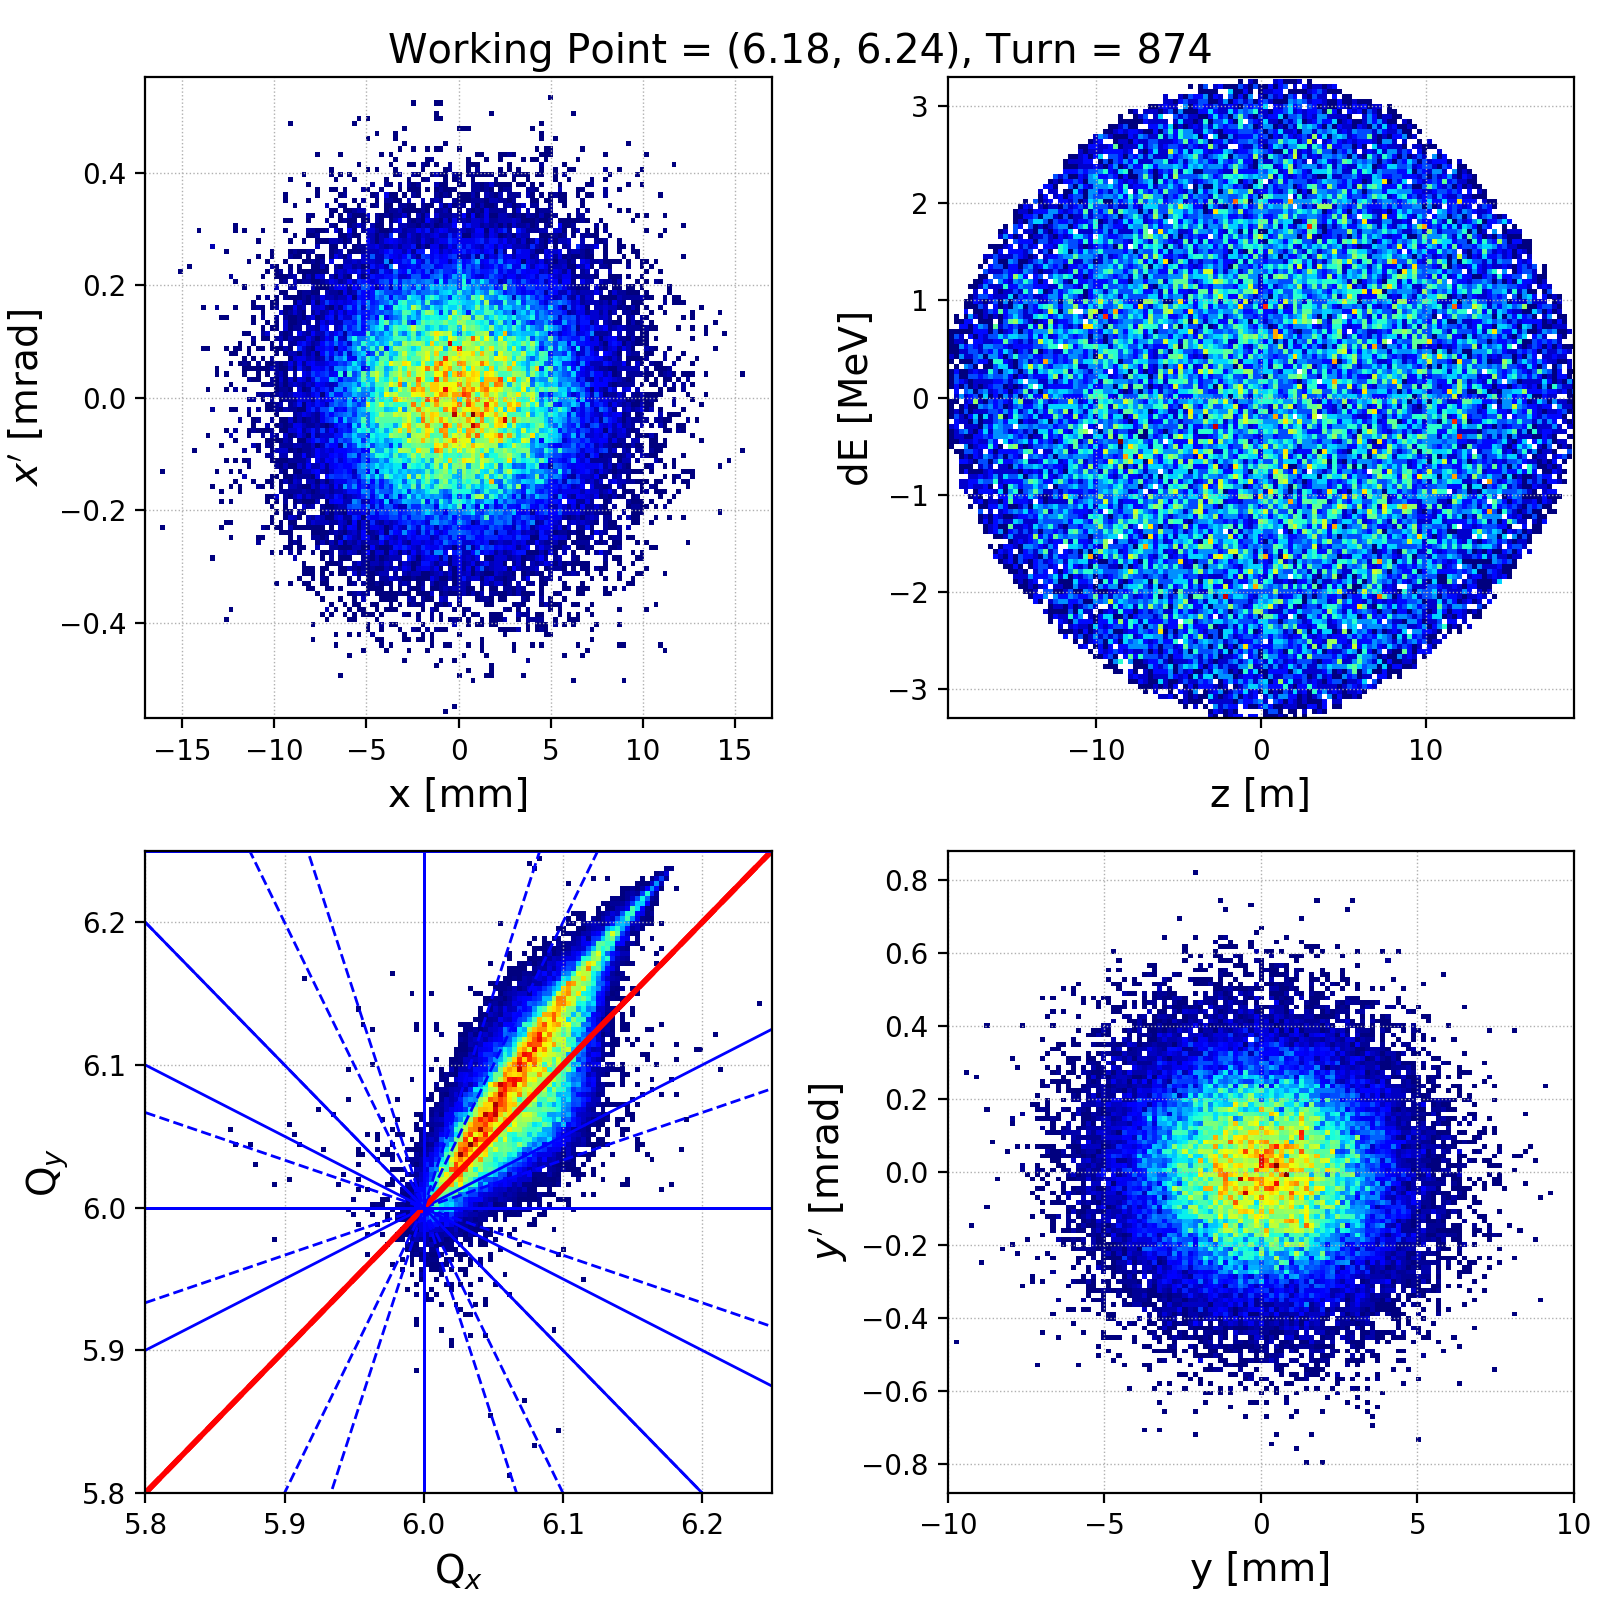 Working Point = (6.18, 6.24), Turn = 874
0.4
0.2
0.0
−0.2
−0.4
x′ [mrad]
−15 −10 −5 0 5 10 15
x [mm]
3
2
1
0
−1
−2
−3
dE [MeV]
−10 0 10
z [m]
6.2
6.1
6.0
5.9
5.8
Qy
5.8 5.9 6.0 6.1 6.2
Qx
0.8
0.6
0.4
0.2
0.0
−0.2
−0.4
−0.6
−0.8
y′ [mrad]
−10 −5 0 5 10
y [mm]